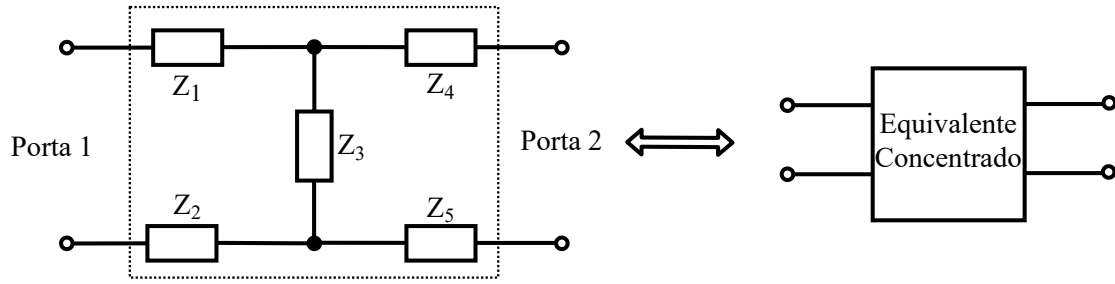 Z1
Z4
Porta 1
Z3
Porta 2
Z2
Z5
Equivalente
Concentrado